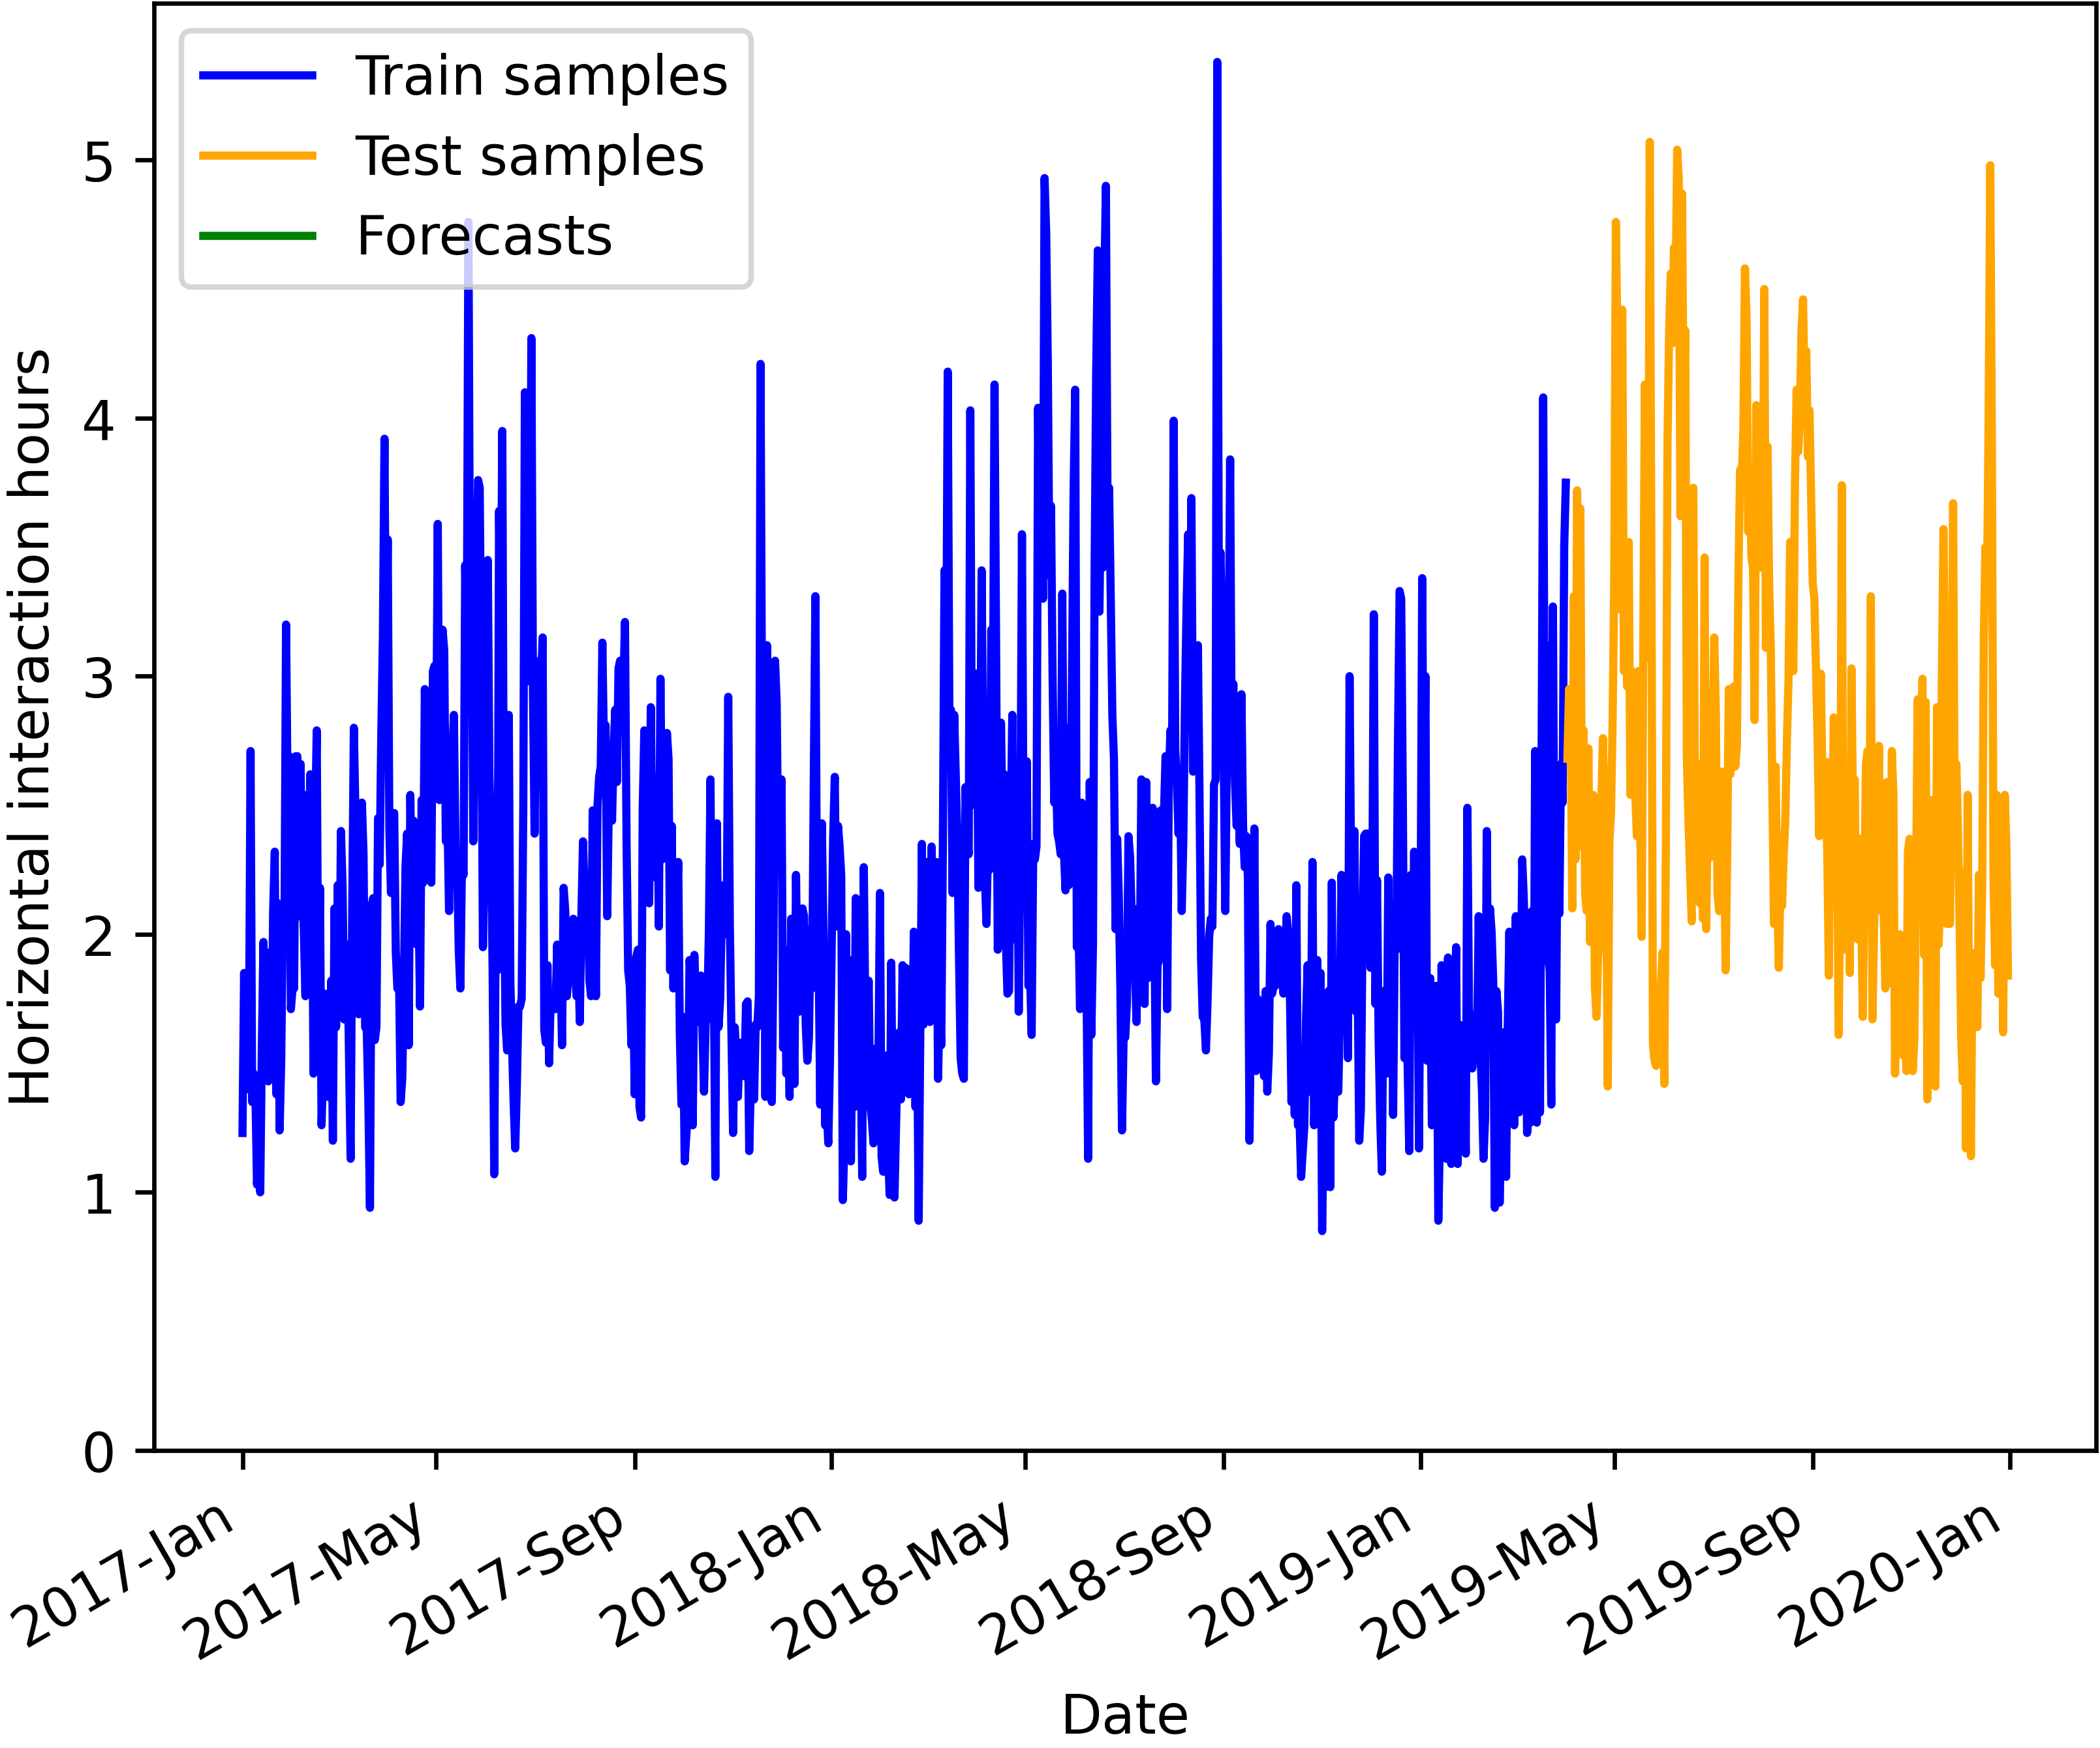 Train samples
Test samples
Forecasts
Horizontal interaction hours
5
4
3
2
1
0
2017-Jan
2017-May
2017-Sep
2018-Jan
2018-May
2018-Sep
2019-Jan
2019-May
2019-Sep
2020-Jan
Date